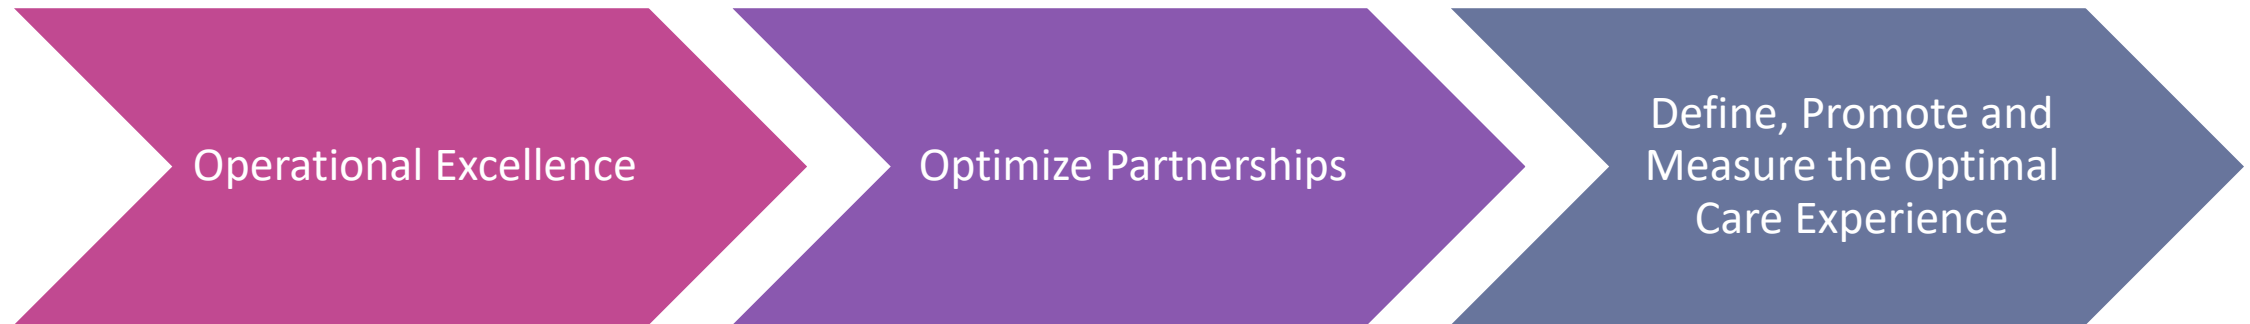 Operational Excellence
Optimize Partnerships
Define, Promote and
Measure the Optimal
Care Experience